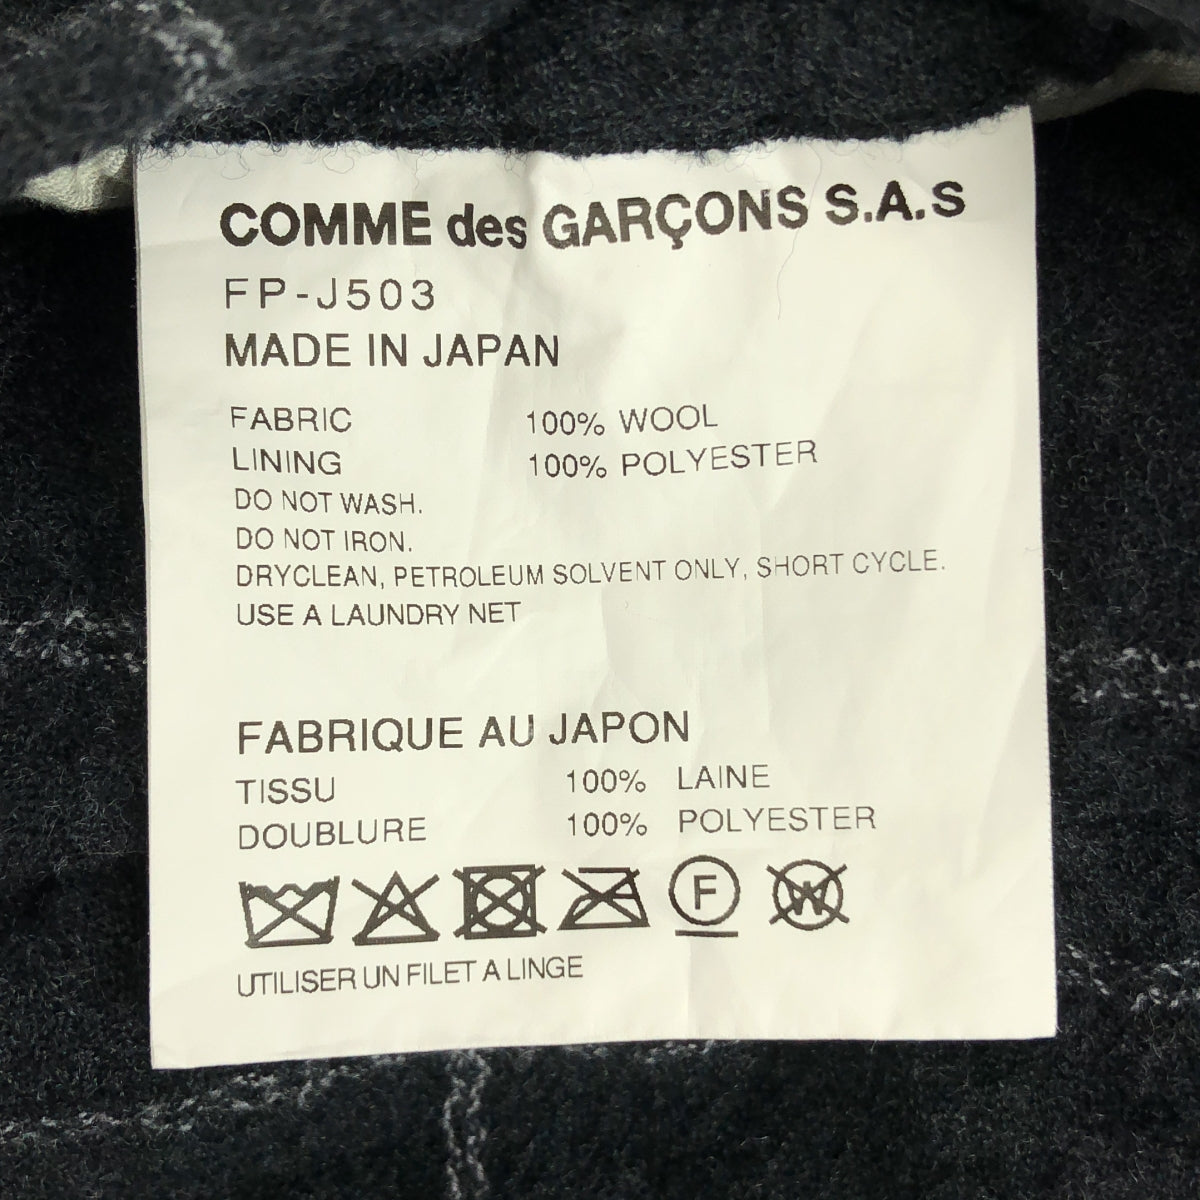 COMME des GARÇONS S.A.S
FP-J503
MADE IN JAPAN
FABRIC 100% WOOL
LINING 100% POLYESTER
DO NOT WASH.
DO NOT IRON.
DRYCLEAN, PETROLEUM SOLVENT ONLY, SHORT CYCLE.
USE A LAUNDRY NET
FABRIQUE AU JAPON
TISSU 100% LAINE
DOUBLURE 100% POLYESTER
F W
UTILISER UN FILET A LINGE